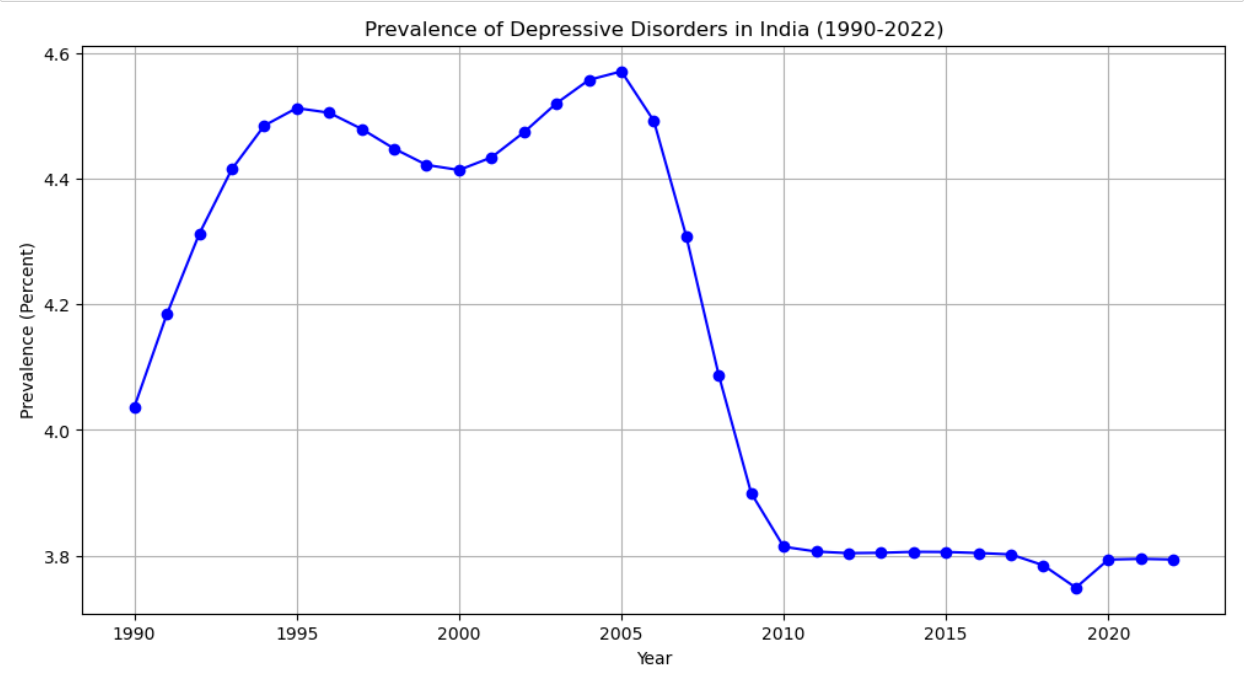 Prevalence of Depressive Disorders in India (1990-2022)
4.6
4.4
4.2
4.0
3.8
Prevalence (Percent)
1990 1995 2000 2005 2010 2015 2020
Year